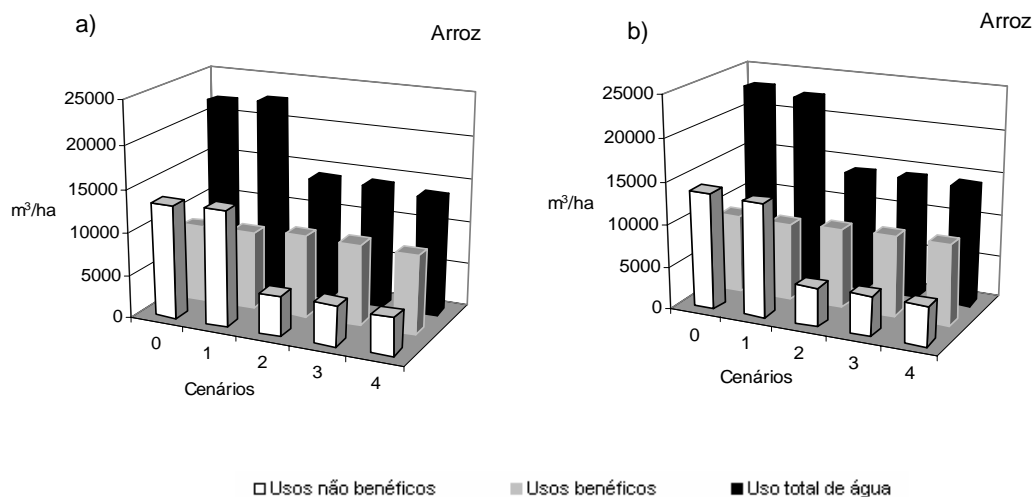 a)
Arroz
25000
20000
15000
m³/ha
10000
5000
0
0 1 2 3 4
Cenários
b)
Arroz
25000
20000
15000
m³/ha
10000
5000
0
0 1 2 3 4
Cenários
Usos não benéficos Usos benéficos Uso total de água